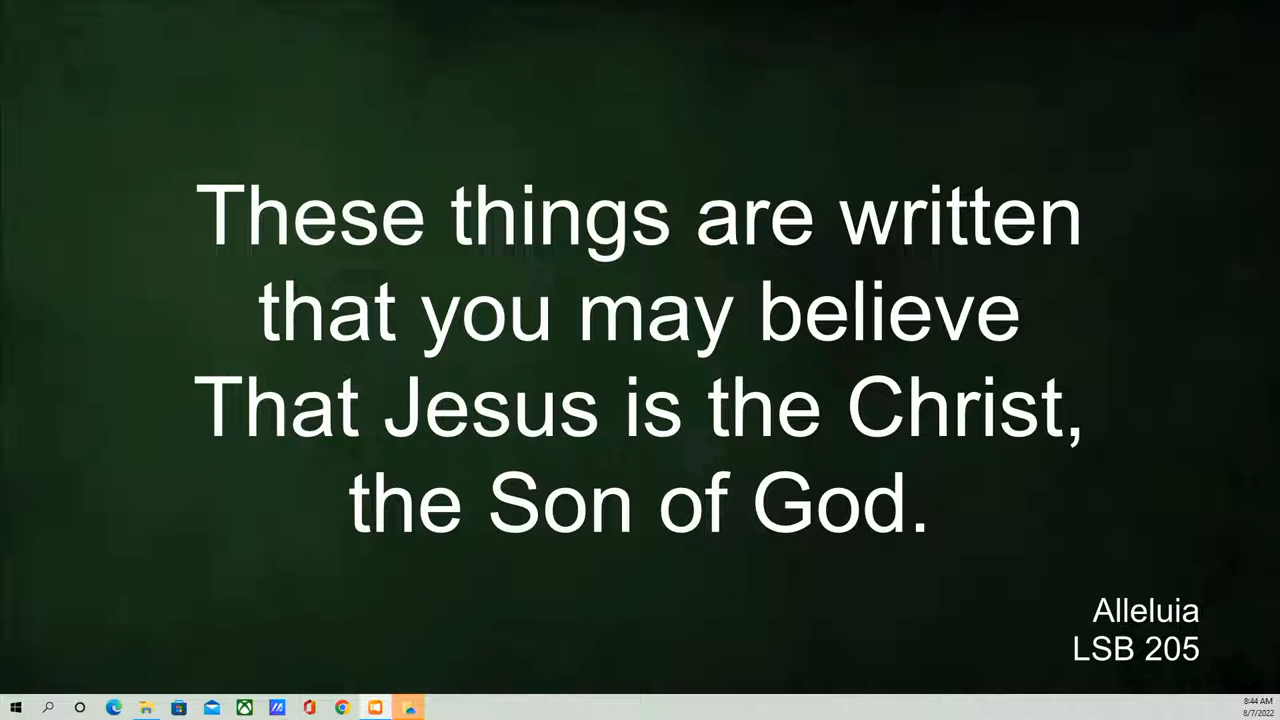 These things are written
that you may believe
That Jesus is the Christ,
the Son of God.
Alleluia
LSB 205
8:44 AM
8/7/2022